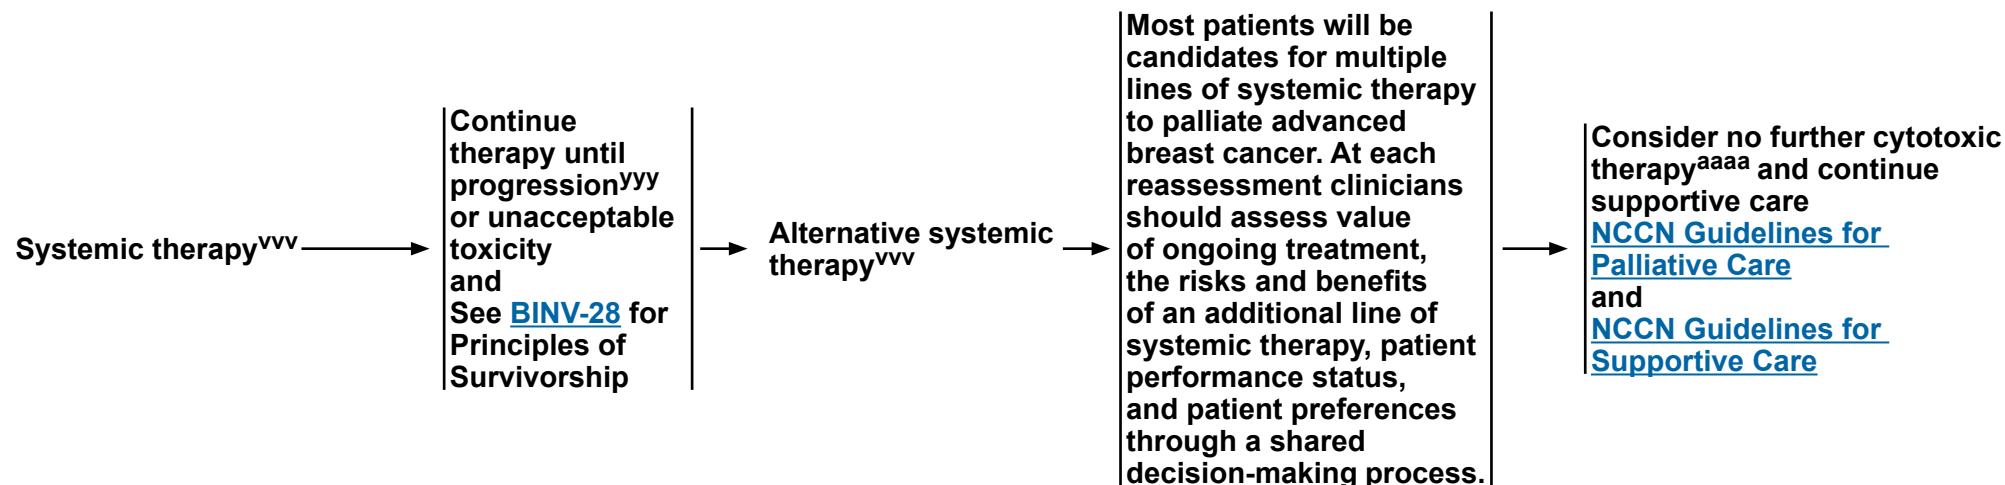 Systemic therapyvvv
Continue
therapy until
progressionyyy
or unacceptable
toxicity
and
See BINV-28 for
Principles of
Survivorship
Alternative systemic
therapyvvv
Most patients will be
candidates for multiple
lines of systemic therapy
to palliate advanced
breast cancer. At each
reassessment clinicians
should assess value
of ongoing treatment,
the risks and benefits
of an additional line of
systemic therapy, patient
performance status,
and patient preferences
through a shared
decision-making process.
Consider no further cytotoxic
therapyaaaa and continue
supportive care
NCCN Guidelines for
Palliative Care
and
NCCN Guidelines for
Supportive Care